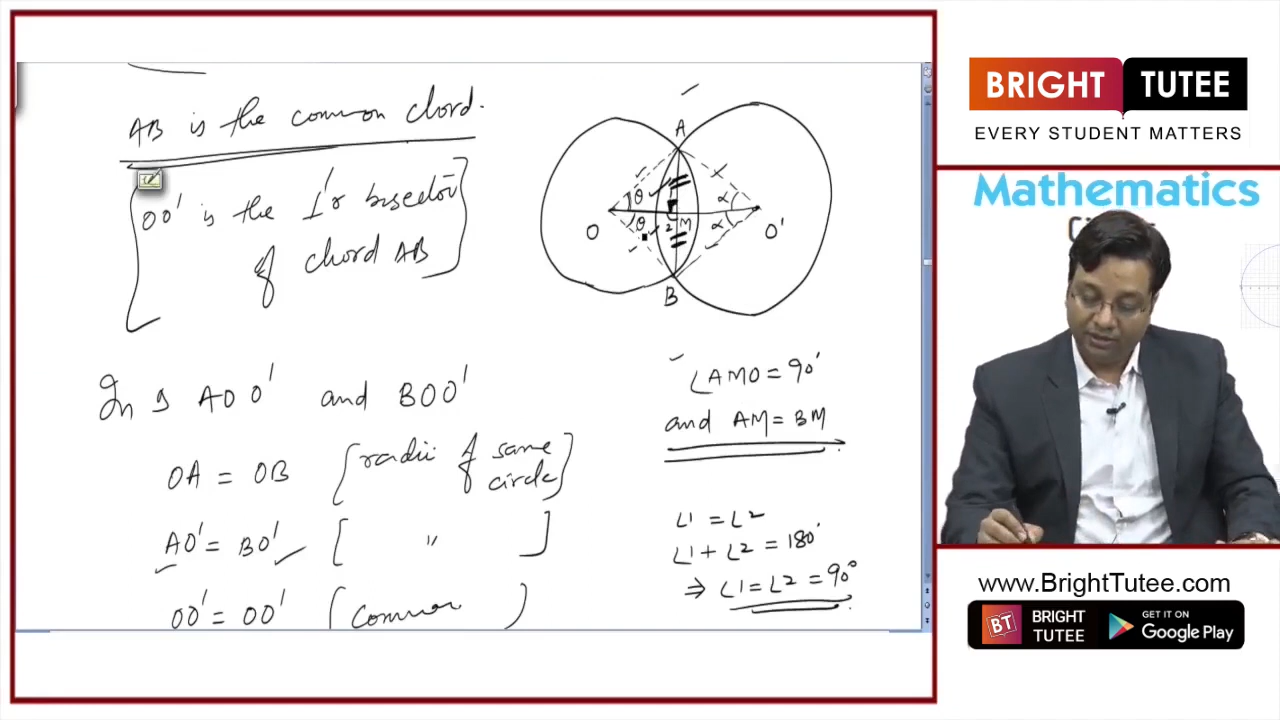 AB is the common chord.
OO' is the ⊥'r bisector
of chord AB
A
θ
θ
α
α
1
2
M
O
O'
B
∠AMO = 90°
and AM = BM
In △s AOO' and BOO'
OA = OB [radii of same circle]
AO' = BO' [ " ]
OO' = OO' (common)
∠1 = ∠2
∠1 + ∠2 = 180°
⇒ ∠1 = ∠2 = 90°
BRIGHT TUTEE
EVERY STUDENT MATTERS
Mathematics
www.BrightTutee.com
BT BRIGHT TUTEE
GET IT ON
Google Play